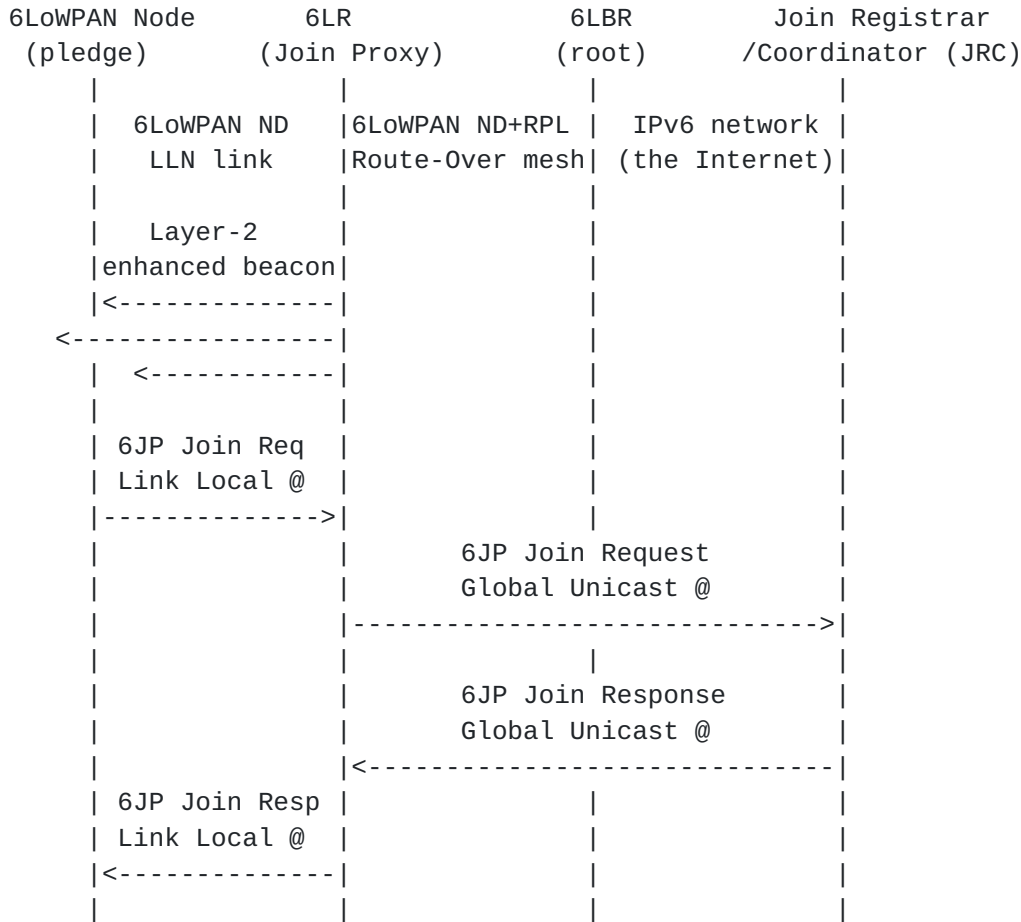 6LoWPAN Node 6LR 6LBR Join Registrar
(pledge) (Join Proxy) (root) /Coordinator (JRC)
6LoWPAN ND 6LoWPAN ND+RPL IPv6 network
LLN link Route-Over mesh (the Internet)
Layer-2
enhanced beacon
6JP Join Req
Link Local @
6JP Join Request
Global Unicast @
6JP Join Response
Global Unicast @
6JP Join Resp
Link Local @